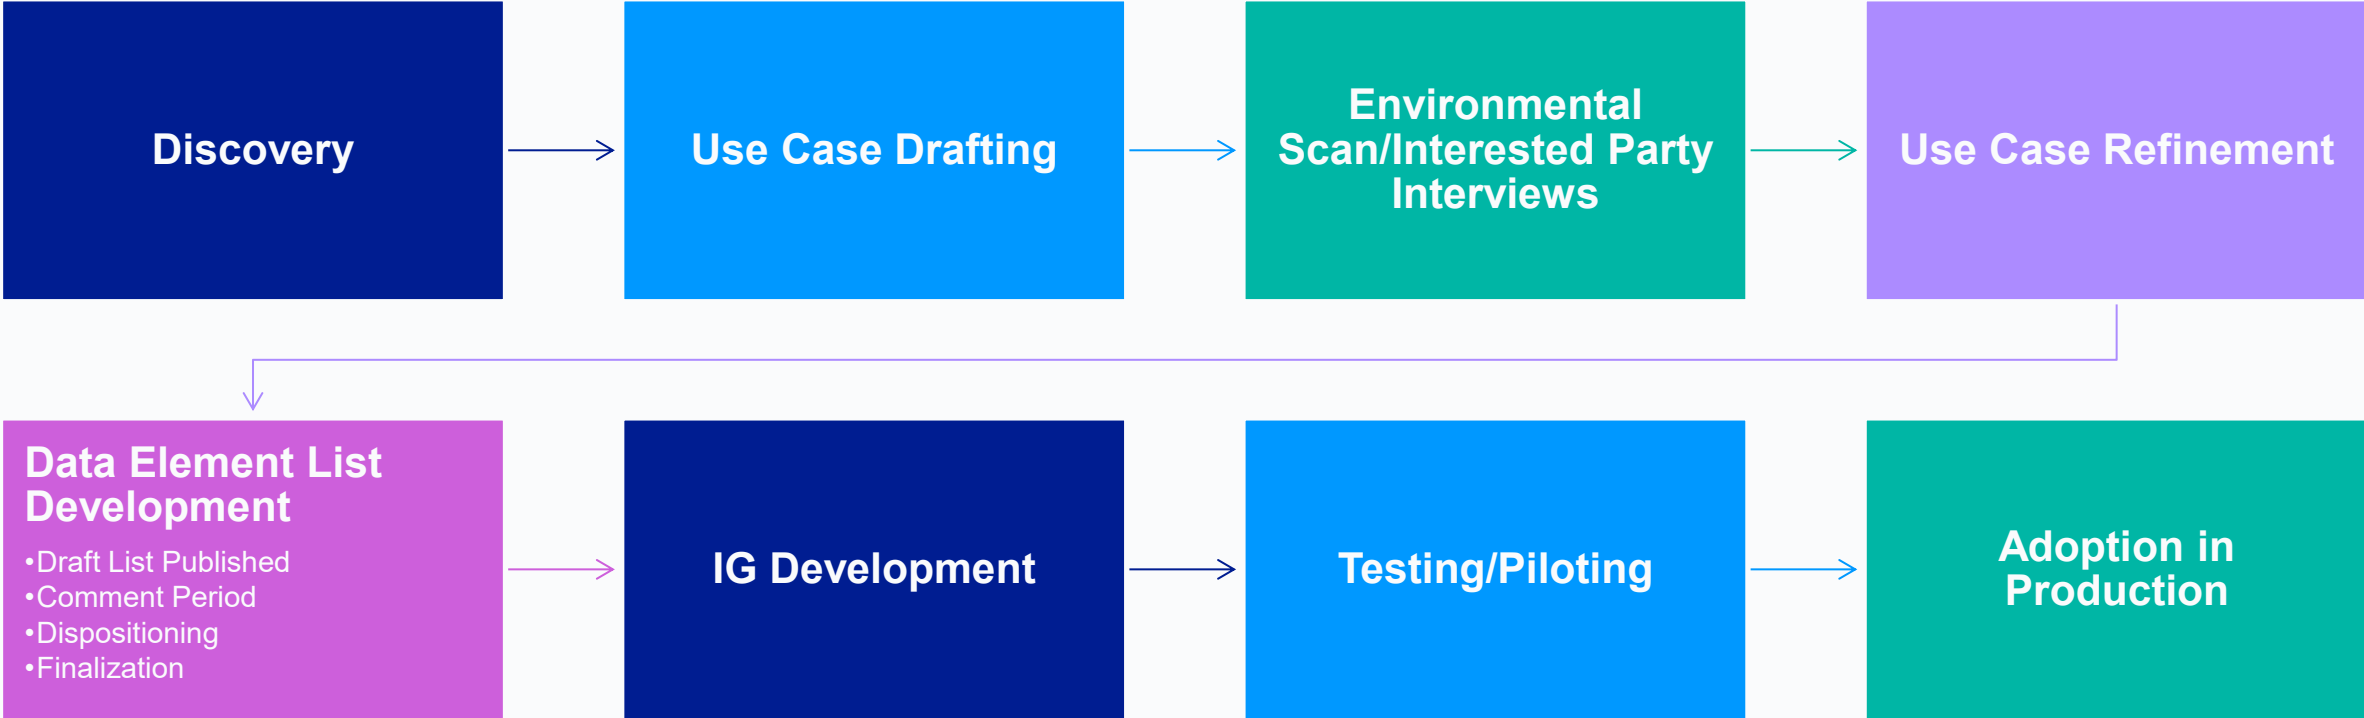 Discovery
Use Case Drafting
Environmental
Scan/Interested Party
Interviews
Use Case Refinement
Data Element List
Development
•Draft List Published
•Comment Period
•Dispositioning
•Finalization
IG Development
Testing/Piloting
Adoption in
Production